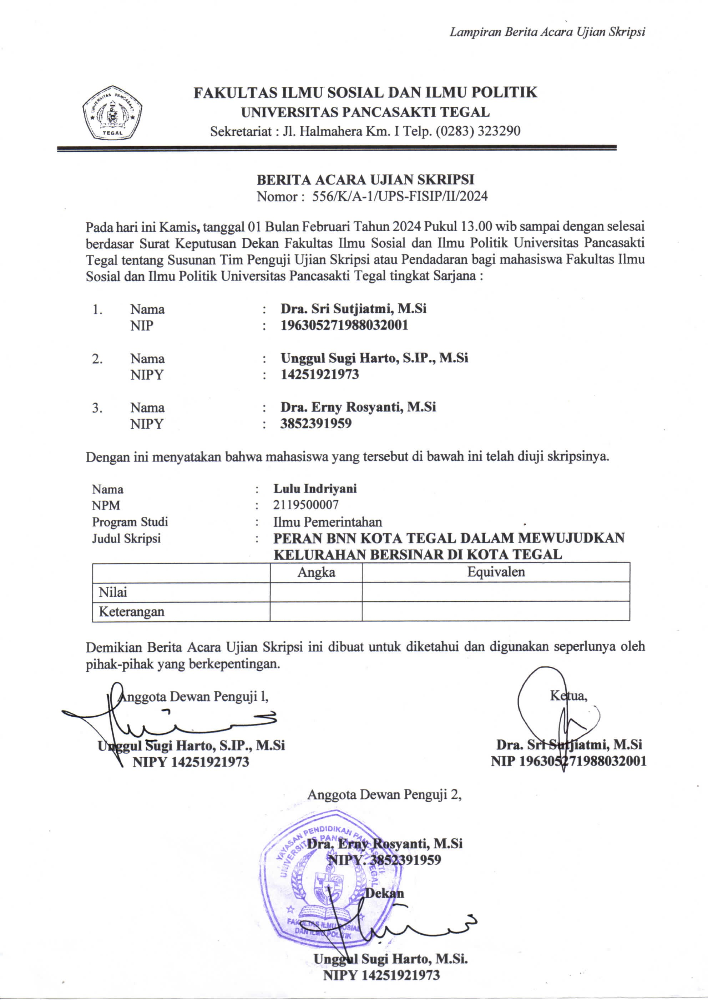 Lampiran Berita Acara Ujian Skripsi
UNIVERSITAS PANCASAKTI
TEGAL
FAKULTAS ILMU SOSIAL DAN ILMU POLITIK
UNIVERSITAS PANCASAKTI TEGAL
Sekretariat : Jl. Halmahera Km. I Telp. (0283) 323290
BERITA ACARA UJIAN SKRIPSI
Nomor : 556/K/A-1/UPS-FISIP/II/2024
Pada hari ini Kamis, tanggal 01 Bulan Februari Tahun 2024 Pukul 13.00 wib sampai dengan selesai
berdasar Surat Keputusan Dekan Fakultas Ilmu Sosial dan Ilmu Politik Universitas Pancasakti
Tegal tentang Susunan Tim Penguji Ujian Skripsi atau Pendadaran bagi mahasiswa Fakultas Ilmu
Sosial dan Ilmu Politik Universitas Pancasakti Tegal tingkat Sarjana :
1. Nama : Dra. Sri Sutjiatmi, M.Si
NIP : 196305271988032001
2. Nama : Unggul Sugi Harto, S.IP., M.Si
NIPY : 14251921973
3. Nama : Dra. Erny Rosyanti, M.Si
NIPY : 3852391959
Dengan ini menyatakan bahwa mahasiswa yang tersebut di bawah ini telah diuji skripsinya.
Nama : Lulu Indriyani
NPM : 2119500007
Program Studi : Ilmu Pemerintahan
Judul Skripsi : PERAN BNN KOTA TEGAL DALAM MEWUJUDKAN
KELURAHAN BERSINAR DI KOTA TEGAL
Angka Equivalen
Nilai
Keterangan
Demikian Berita Acara Ujian Skripsi ini dibuat untuk diketahui dan digunakan seperlunya oleh
pihak-pihak yang berkepentingan.
Anggota Dewan Penguji 1,
Unggul Sugi Harto, S.IP., M.Si
NIPY 14251921973
Ketua,
Dra. Sri Sutjiatmi, M.Si
NIP 196305271988032001
Anggota Dewan Penguji 2,
Dra. Erny Rosyanti, M.Si
NIPY. 3852391959
YAYASAN PENDIDIKAN PANCASAKTI
UNIVERSITAS PANCASAKTI TEGAL
FAKULTAS ILMU SOSIAL
DAN ILMU POLITIK
Dekan
Unggul Sugi Harto, M.Si.
NIPY 14251921973